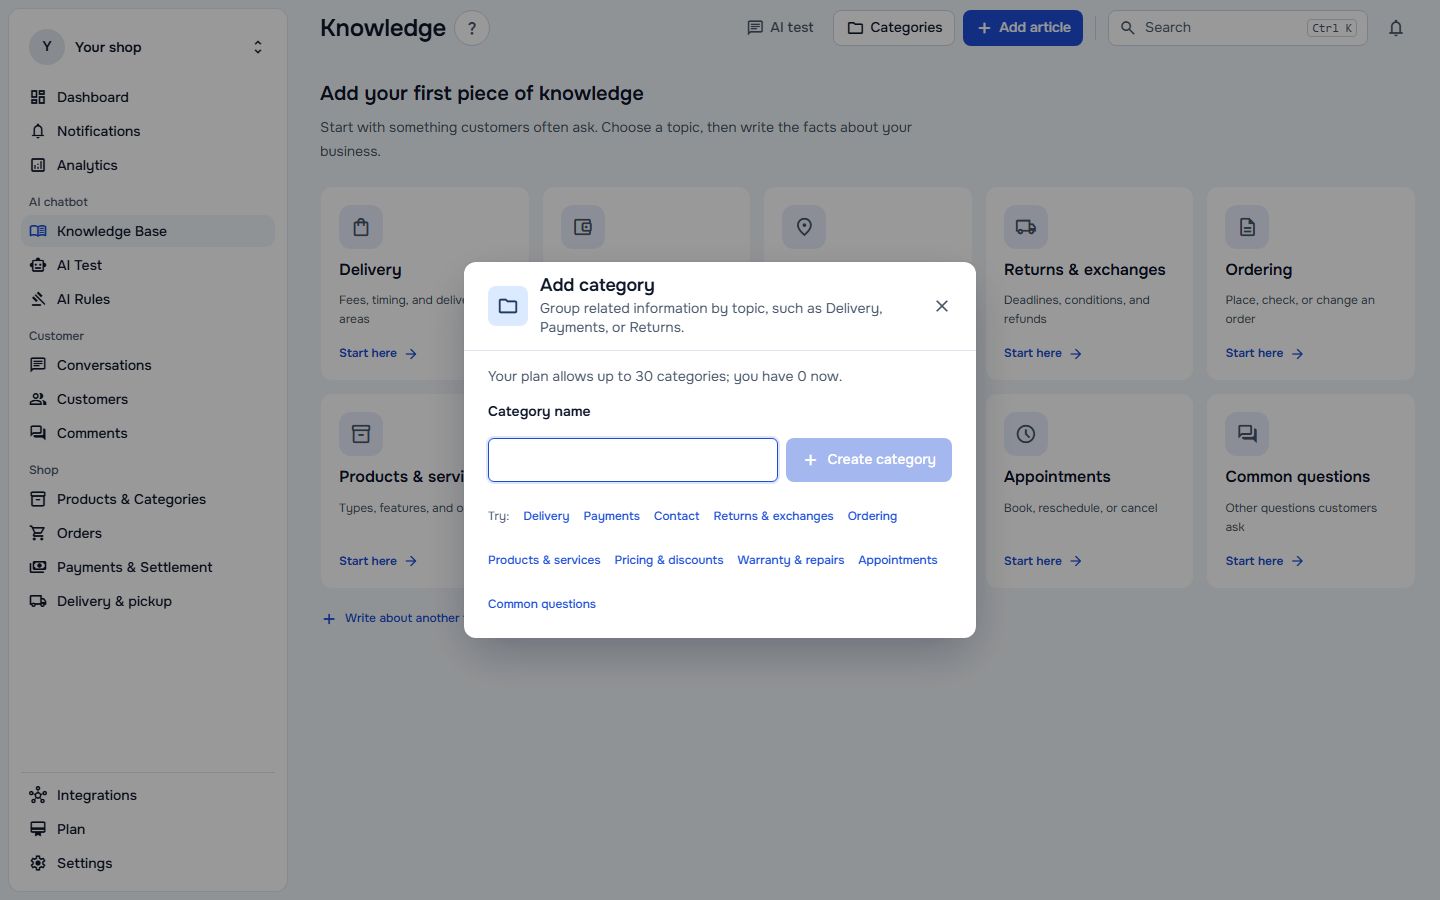 Y
Your shop
Dashboard
Notifications
Analytics
AI chatbot
Knowledge Base
AI Test
AI Rules
Customer
Conversations
Customers
Comments
Shop
Products & Categories
Orders
Payments & Settlement
Delivery & pickup
Integrations
Plan
Settings
Knowledge
?
AI test
Categories
Add article
Search
Ctrl K
Add your first piece of knowledge
Start with something customers often ask. Choose a topic, then write the facts about your
business.
Delivery
Fees, timing, and
areas
Start here
Returns & exchanges
Deadlines, conditions, and
refunds
Start here
Ordering
Place, check, or change an
order
Start here
Products &
Types, features, and
Start here
Appointments
Book, reschedule, or cancel
Start here
Common questions
Other questions customers
ask
Start here
Write about another
Add category
Group related information by topic, such as Delivery,
Payments, or Returns.
Your plan allows up to 30 categories; you have 0 now.
Category name
Create category
Try: Delivery Payments Contact Returns & exchanges Ordering
Products & services Pricing & discounts Warranty & repairs Appointments
Common questions